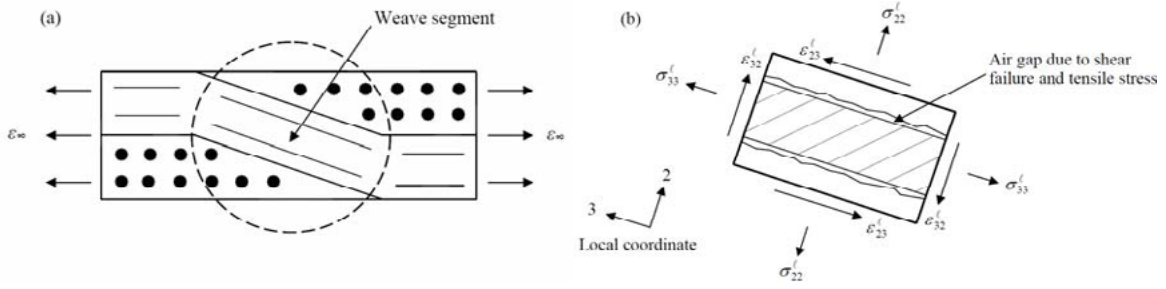 (a)
Weave segment
ε∞
ε∞
(b)
σ₂₂ℓ
ε₂₃ℓ
Air gap due to shear
failure and tensile stress
ε₃₂ℓ
σ₃₃ℓ
σ₃₃ℓ
2
3
ε₂₃ℓ
ε₃₂ℓ
Local coordinate
σ₂₂ℓ